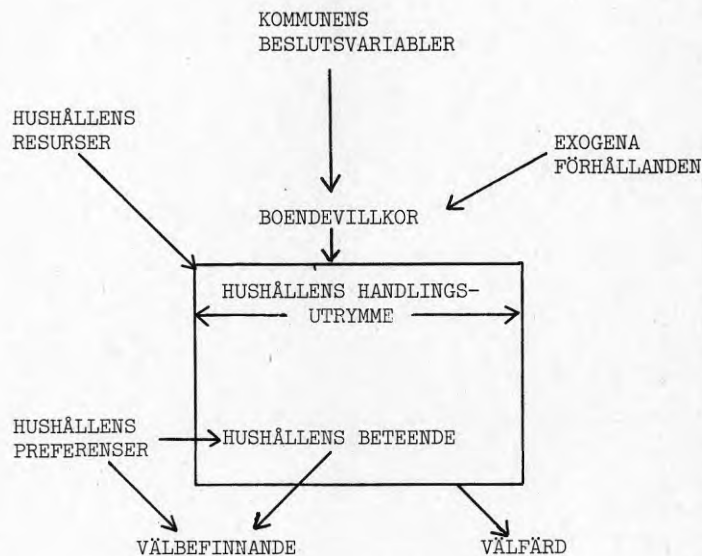 KOMMUNENS
BESLUTSVARIABLER
HUSHÅLLENS
RESURSER
EXOGENA
FÖRHÅLLANDEN
BOENDEVILLKOR
HUSHÅLLENS HANDLINGS-
UTRYMME
HUSHÅLLENS
PREFERENSER
HUSHÅLLENS BETEENDE
VÄLBEFINNANDE
VÄLFÄRD